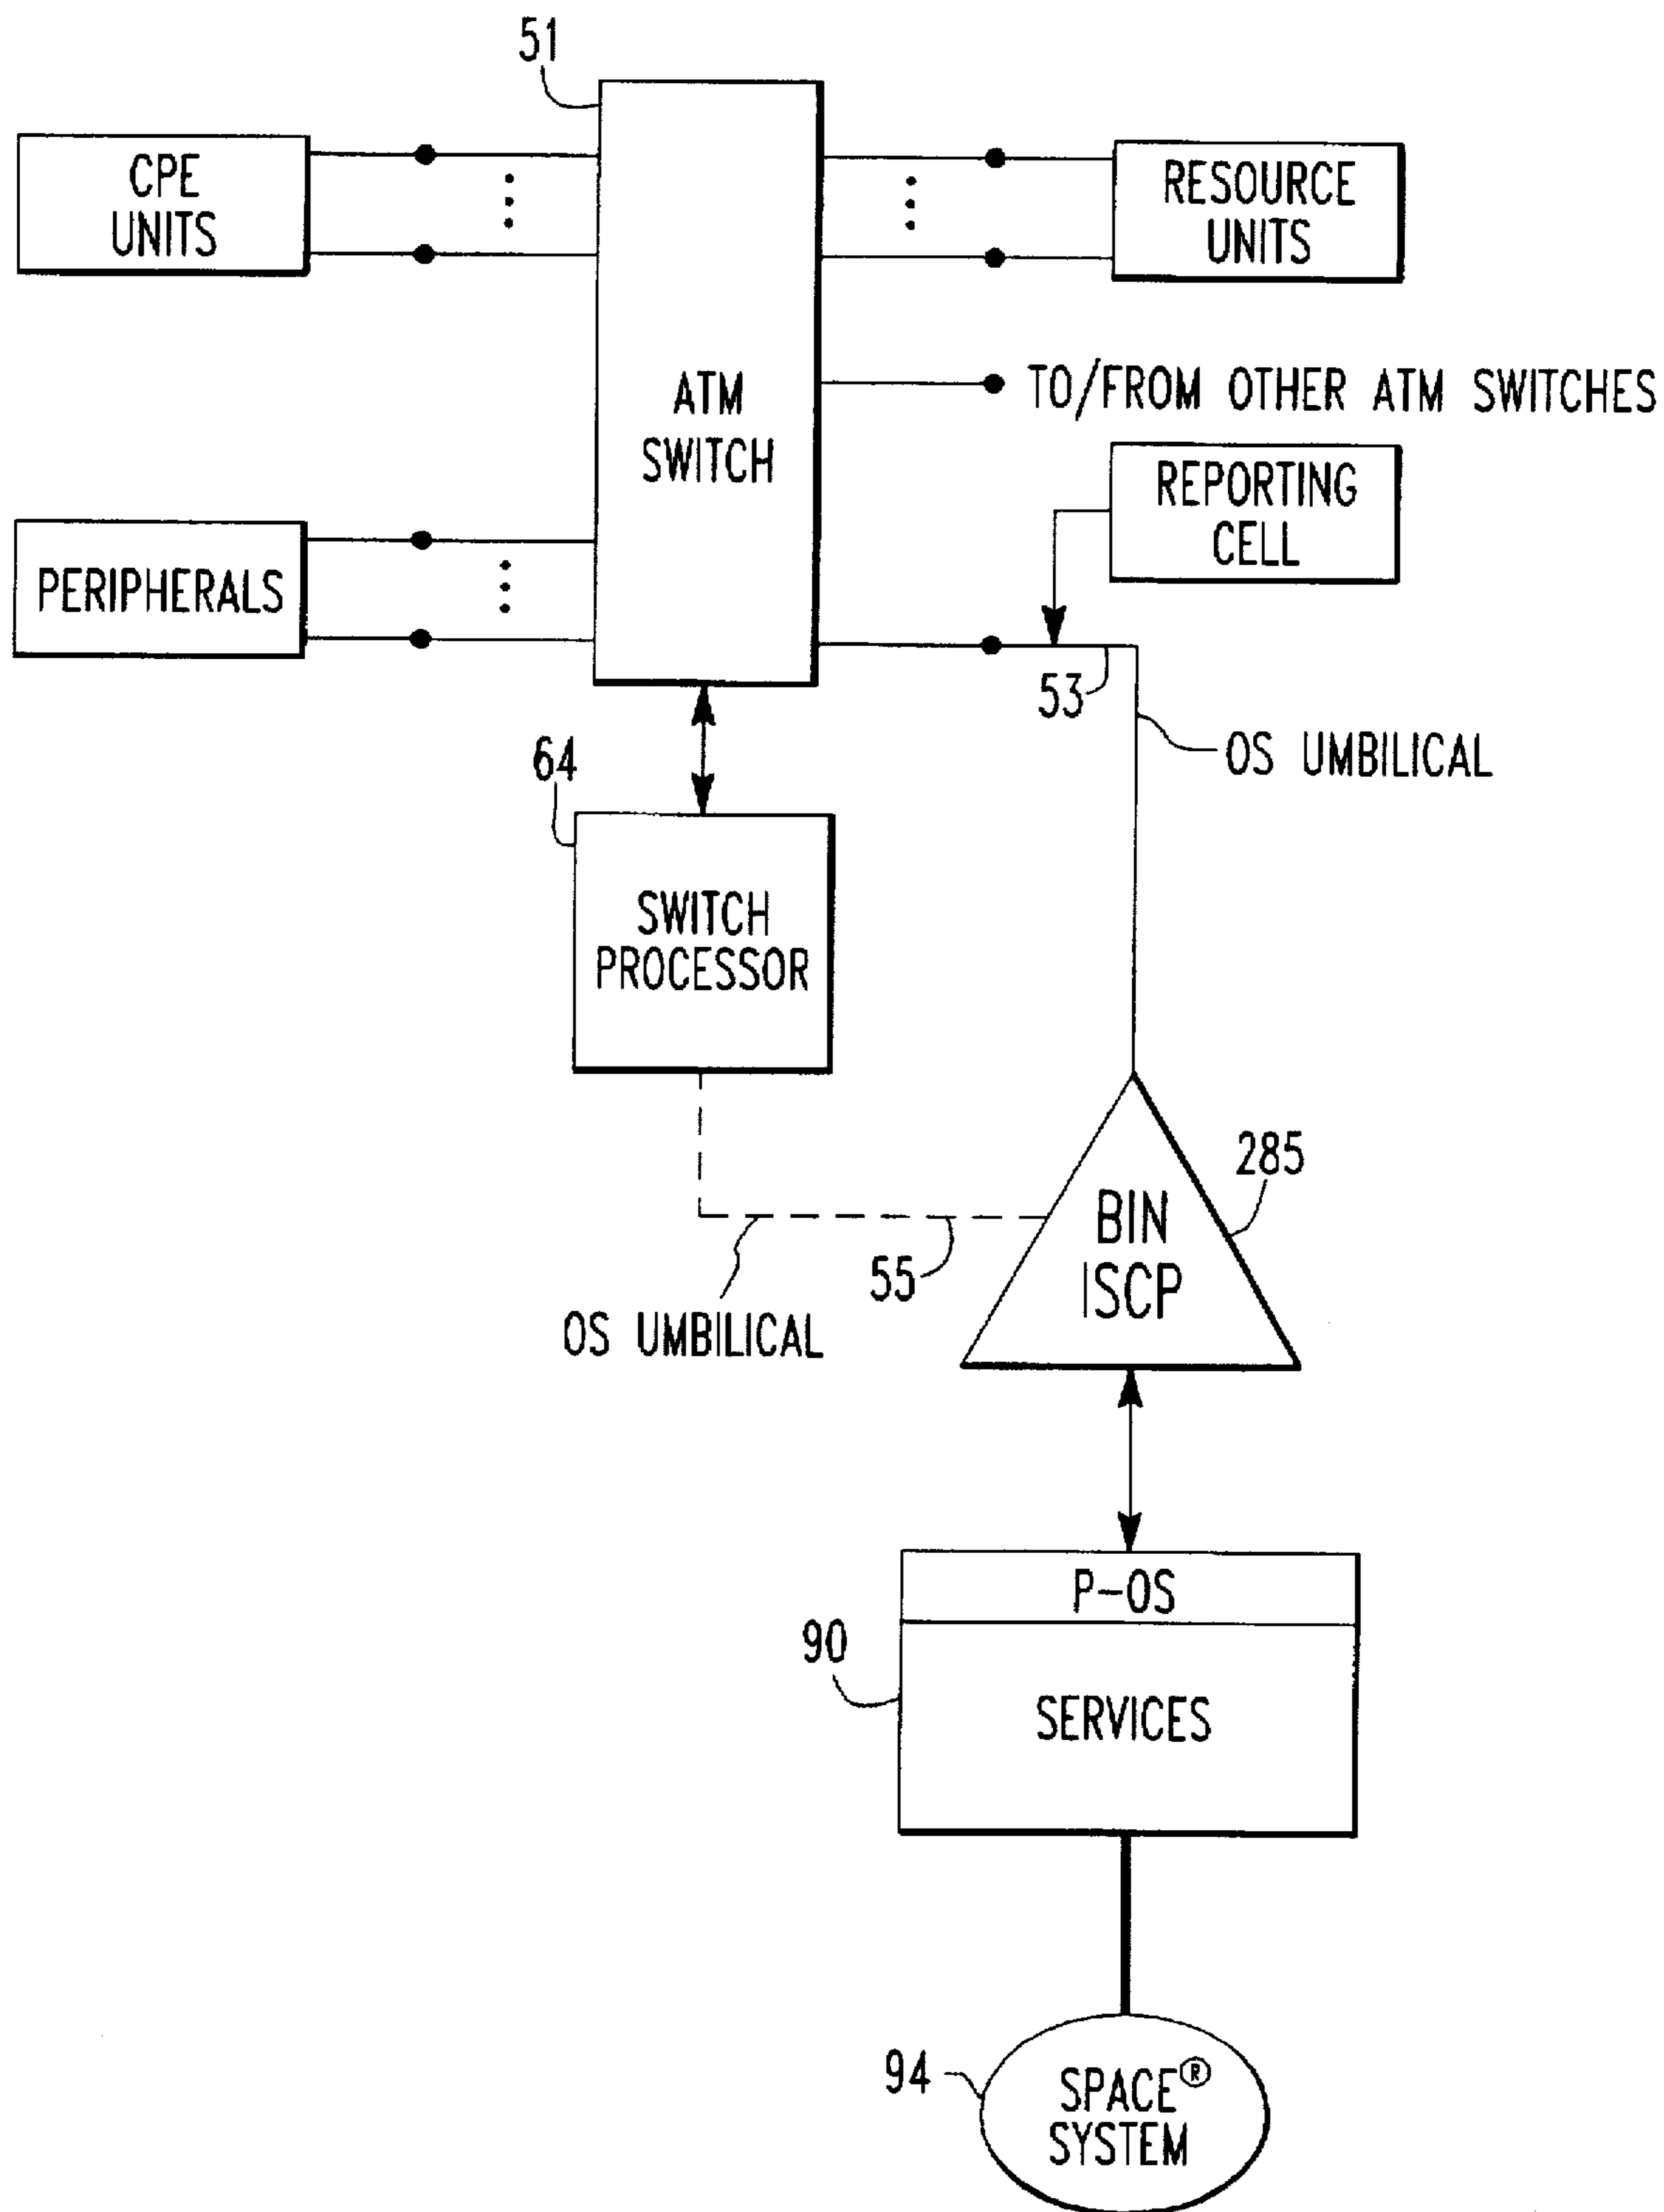 51
CPE
UNITS
RESOURCE
UNITS
ATM
SWITCH
TO/FROM OTHER ATM SWITCHES
REPORTING
CELL
PERIPHERALS
53
OS UMBILICAL
64
SWITCH
PROCESSOR
285
BIN
ISCP
55
OS UMBILICAL
P-OS
90
SERVICES
94
SPACE®
SYSTEM